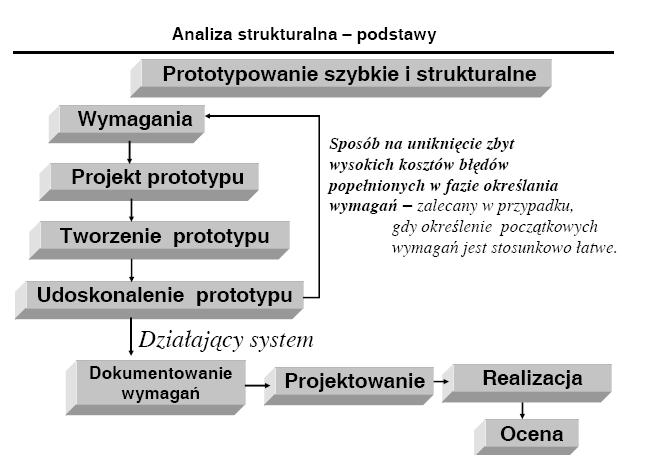 Analiza strukturalna – podstawy
Prototypowanie szybkie i strukturalne
Wymagania
Projekt prototypu
Tworzenie prototypu
Udoskonalenie prototypu
Sposób na uniknięcie zbyt
wysokich kosztów błędów
popełnionych w fazie określania
wymagań – zalecany w przypadku,
gdy określenie początkowych
wymagań jest stosunkowo łatwe.
Działający system
Dokumentowanie
wymagań
Projektowanie
Realizacja
Ocena